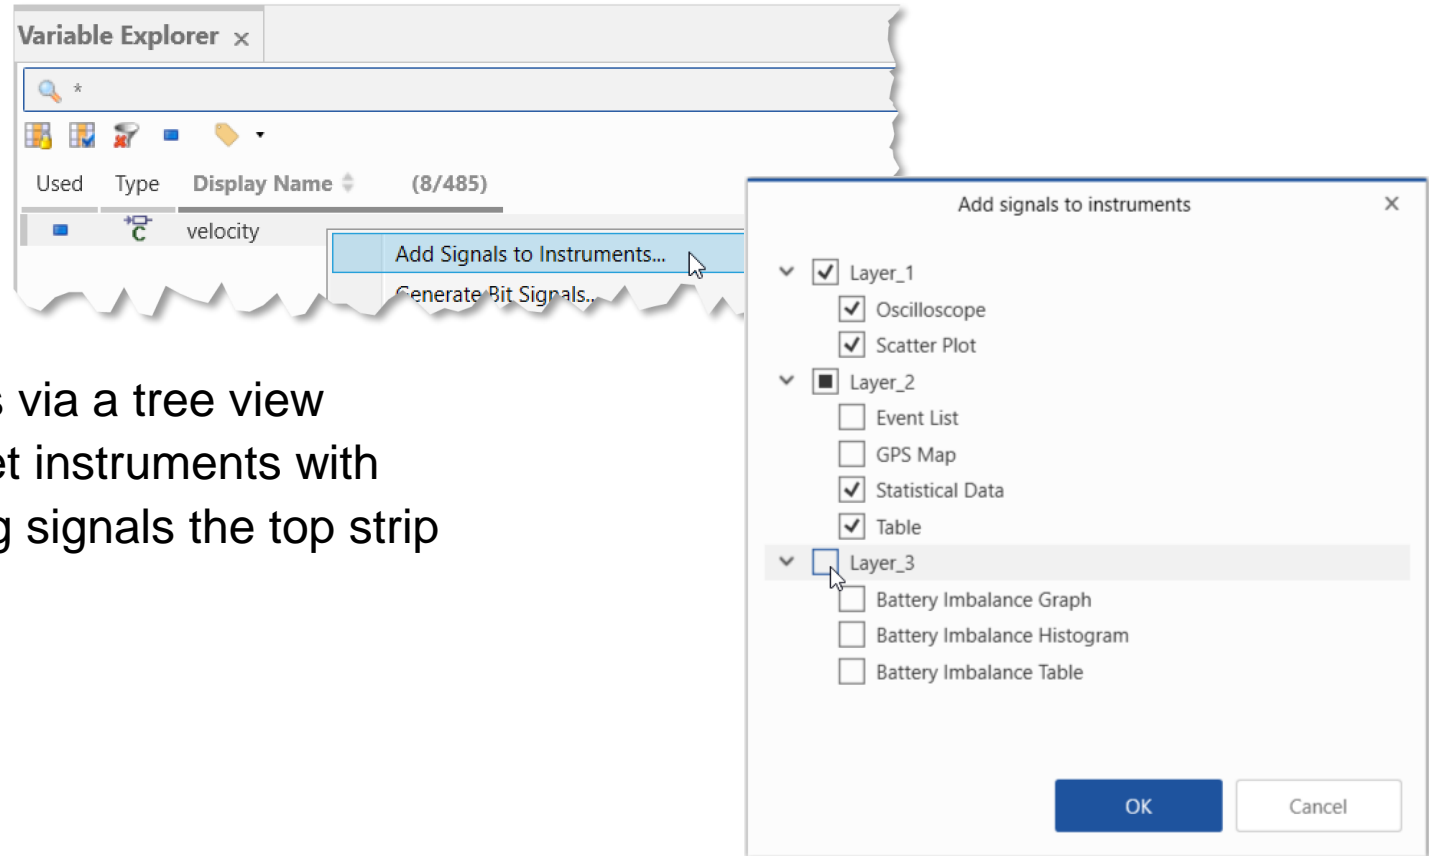 Variable Explorer ×
*
Used Type Display Name (8/485)
C velocity
Add Signals to Instruments...
Generate Bit Signals...
s via a tree view
et instruments with
g signals the top strip
Add signals to instruments ×
Layer_1
Oscilloscope
Scatter Plot
Layer_2
Event List
GPS Map
Statistical Data
Table
Layer_3
Battery Imbalance Graph
Battery Imbalance Histogram
Battery Imbalance Table
OK Cancel